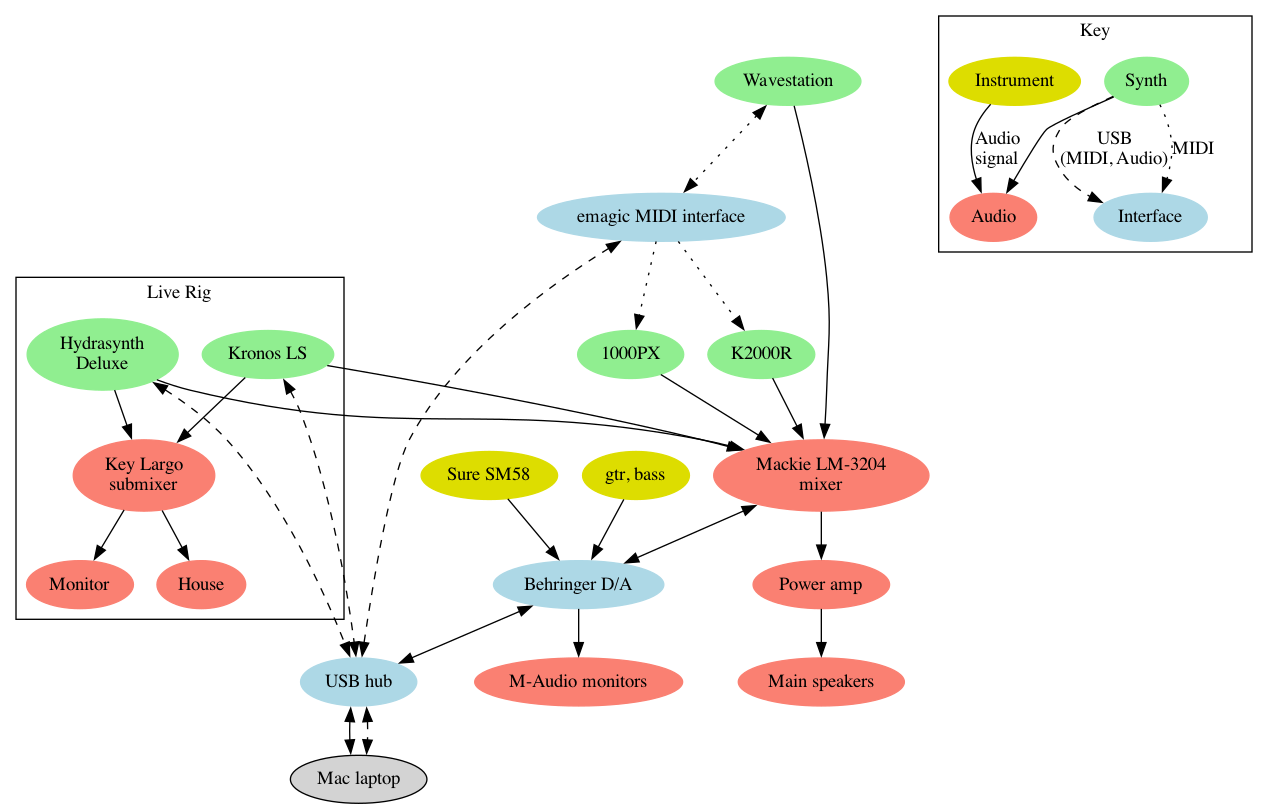 Key
Wavestation
Instrument
Synth
Audio
signal
USB
(MIDI, Audio)
MIDI
emagic MIDI interface
Audio
Interface
Live Rig
Hydrasynth
Deluxe
Kronos LS
1000PX
K2000R
Key Largo
submixer
Sure SM58
gtr, bass
Mackie LM-3204
mixer
Monitor
House
Behringer D/A
Power amp
USB hub
M-Audio monitors
Main speakers
Mac laptop